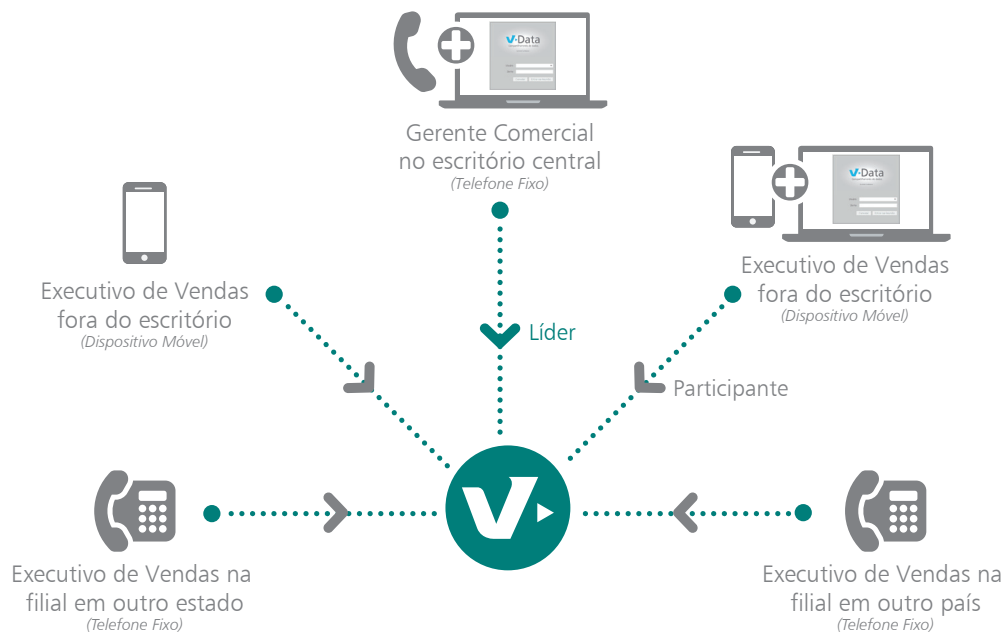 V-Data
Gerente Comercial
no escritório central
(Telefone Fixo)
V-Data
Executivo de Vendas
fora do escritório
(Dispositivo Móvel)
Executivo de Vendas
fora do escritório
(Dispositivo Móvel)
Líder
Participante
V
Executivo de Vendas na
filial em outro estado
(Telefone Fixo)
Executivo de Vendas na
filial em outro país
(Telefone Fixo)